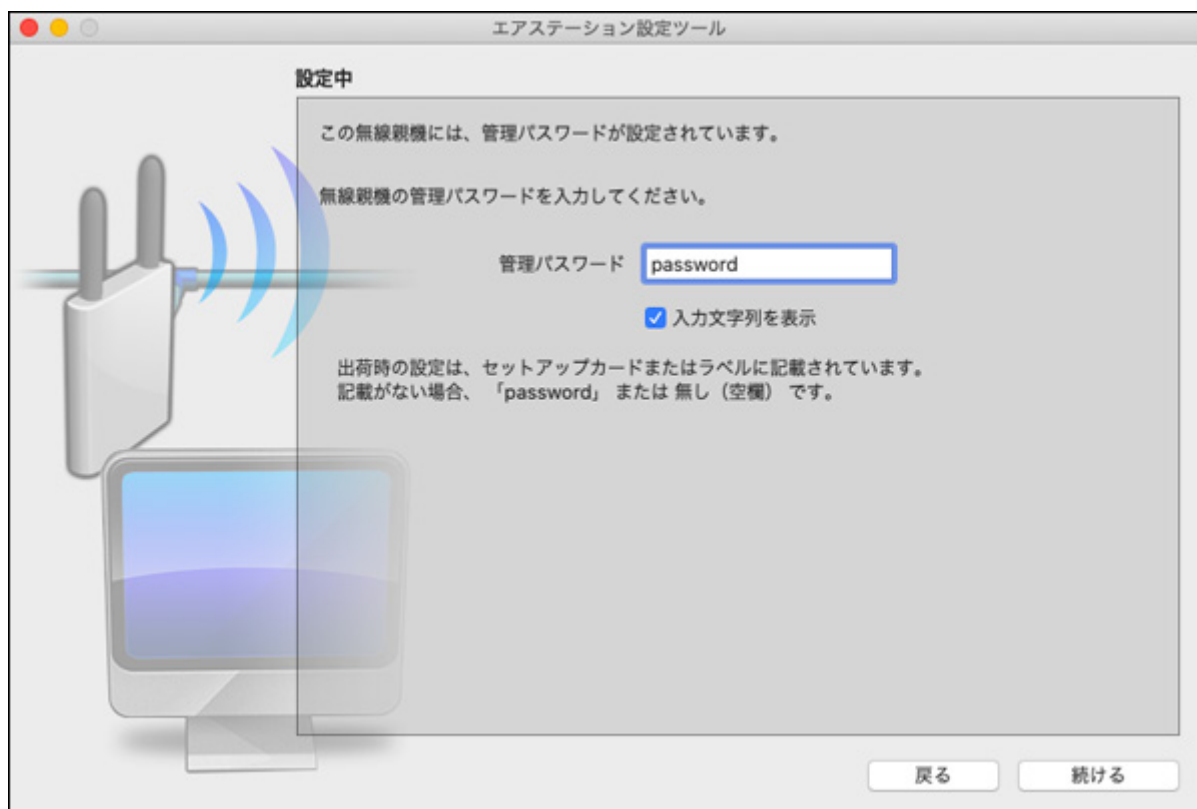 エアステーション設定ツール
設定中
この無線親機には、管理パスワードが設定されています。
無線親機の管理パスワードを入力してください。
管理パスワード password
入力文字列を表示
出荷時の設定は、セットアップカードまたはラベルに記載されています。
記載がない場合、 「password」 または 無し（空欄） です。
戻る 続ける